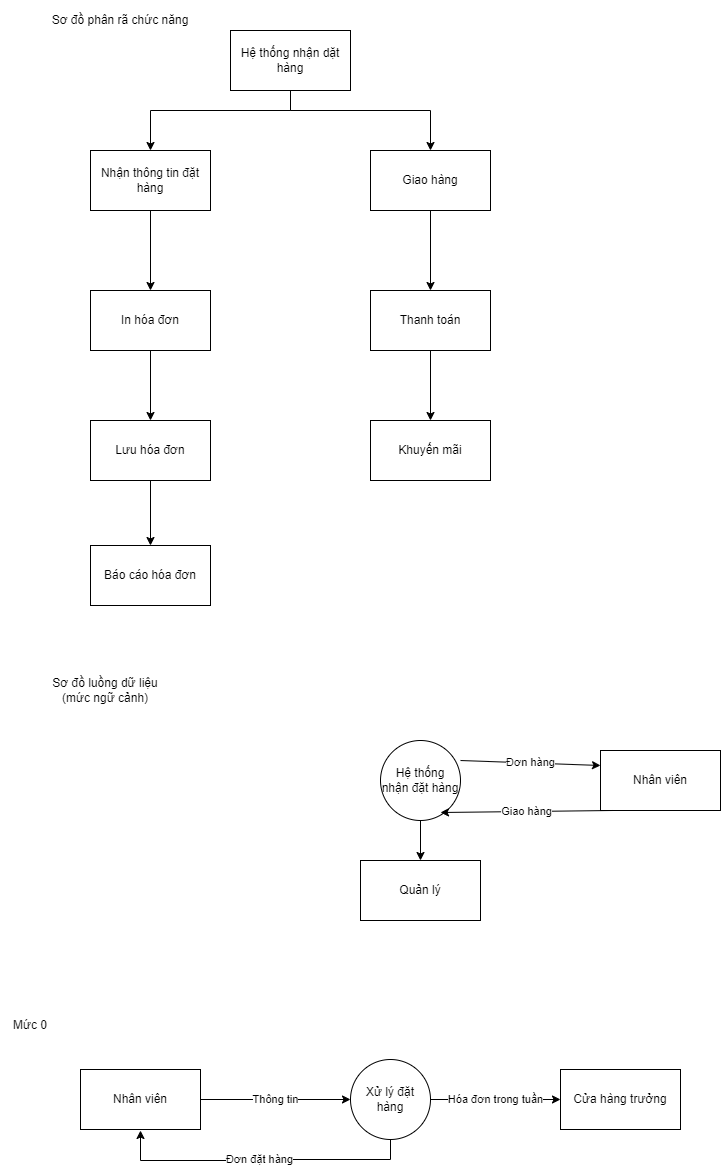 Sơ đồ phân rã chức năng
Hệ thống nhận dặt
hàng
Nhận thông tin đặt
hàng
Giao hàng
In hóa đơn
Thanh toán
Lưu hóa đơn
Khuyến mãi
Báo cáo hóa đơn
Sơ đồ luồng dữ liệu
(mức ngữ cảnh)
Hệ thống
nhận đặt hàng
Đơn hàng
Nhân viên
Giao hàng
Quản lý
Mức 0
Nhân viên
Thông tin
Xử lý đặt
hàng
Hóa đơn trong tuần
Cửa hàng trưởng
Đơn đặt hàng